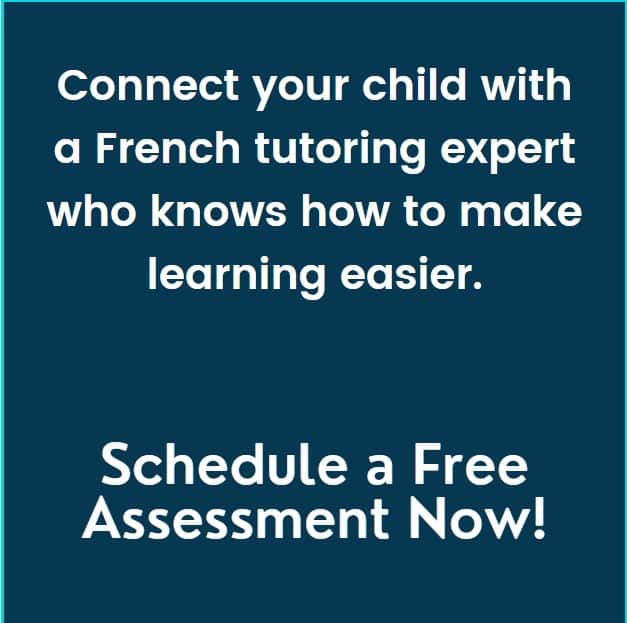 Connect your child with
a French tutoring expert
who knows how to make
learning easier.
Schedule a Free
Assessment Now!